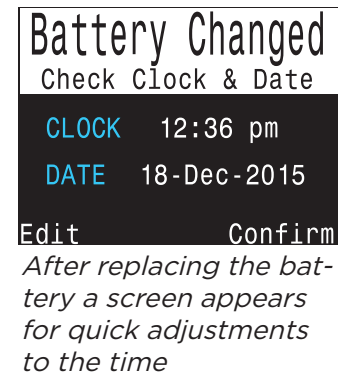 Battery Changed
Check Clock & Date
CLOCK 12:36 pm
DATE 18-Dec-2015
Edit Confirm
After replacing the bat-
tery a screen appears
for quick adjustments
to the time